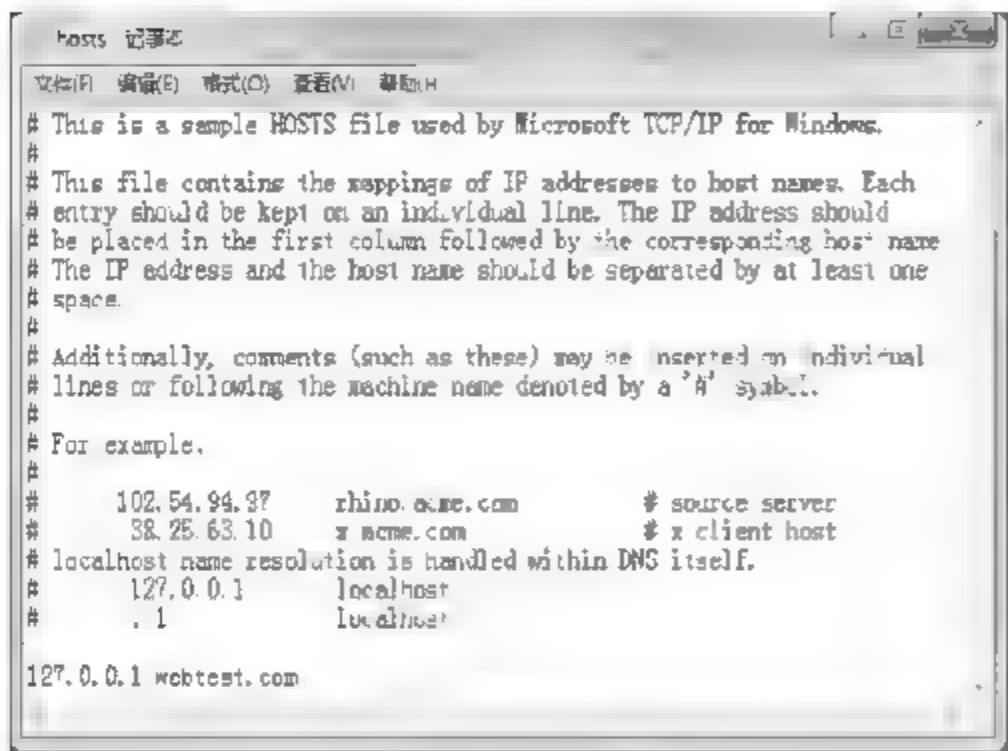 hosts 记事本
文件(F) 编辑(E) 格式(O) 查看(V) 帮助(H
# This is a sample HOSTS file used by Microsoft TCP/IP for Windows.
#
# This file contains the mappings of IP addresses to host names. Each
# entry should be kept on an individual line. The IP address should
# be placed in the first column followed by the corresponding host name
# The IP address and the host name should be separated by at least one
# space.
#
# Additionally, comments (such as these) may be inserted on individual
# lines or following the machine name denoted by a '#' symbol.
#
# For example.
#
# 102.54.94.97 rhino.acme.com # source server
# 38.25.63.10 x acme.com # x client host
# localhost name resolution is handled within DNS itself.
# 127.0.0.1 localhost
# localhost
127.0.0.1 webtest.com